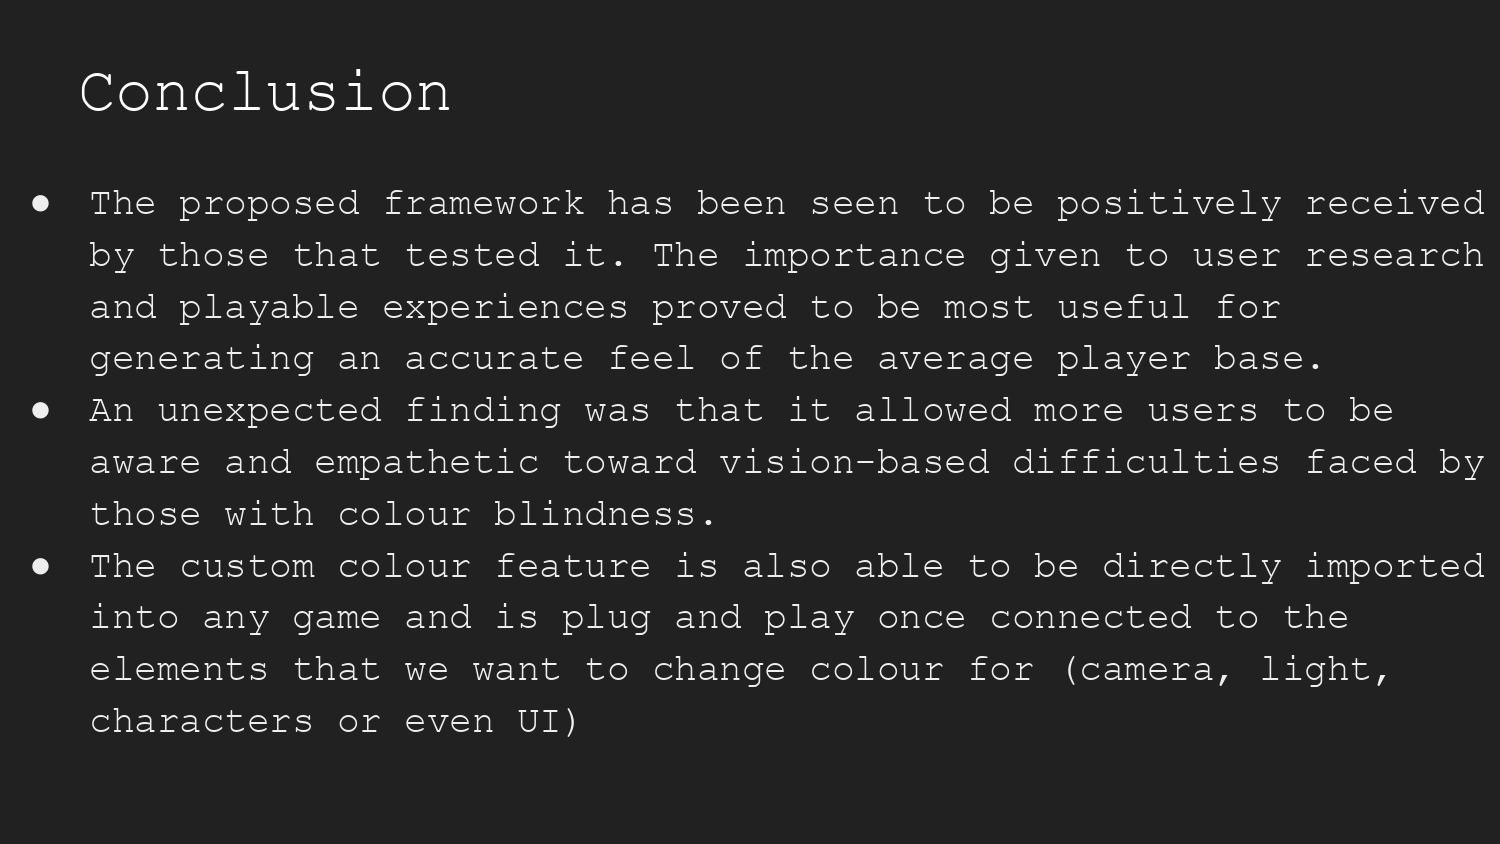 Conclusion
● The proposed framework has been seen to be positively received
by those that tested it. The importance given to user research
and playable experiences proved to be most useful for
generating an accurate feel of the average player base.
● An unexpected finding was that it allowed more users to be
aware and empathetic toward vision-based difficulties faced by
those with colour blindness.
● The custom colour feature is also able to be directly imported
into any game and is plug and play once connected to the
elements that we want to change colour for (camera, light,
characters or even UI)